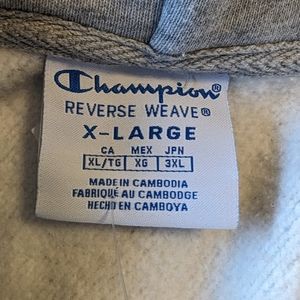 Champion®
REVERSE WEAVE®
X-LARGE
CA MEX JPN
XL/TG XG 3XL
MADE IN CAMBODIA
FABRIQUÉ AU CAMBODGE
HECHO EN CAMBOYA